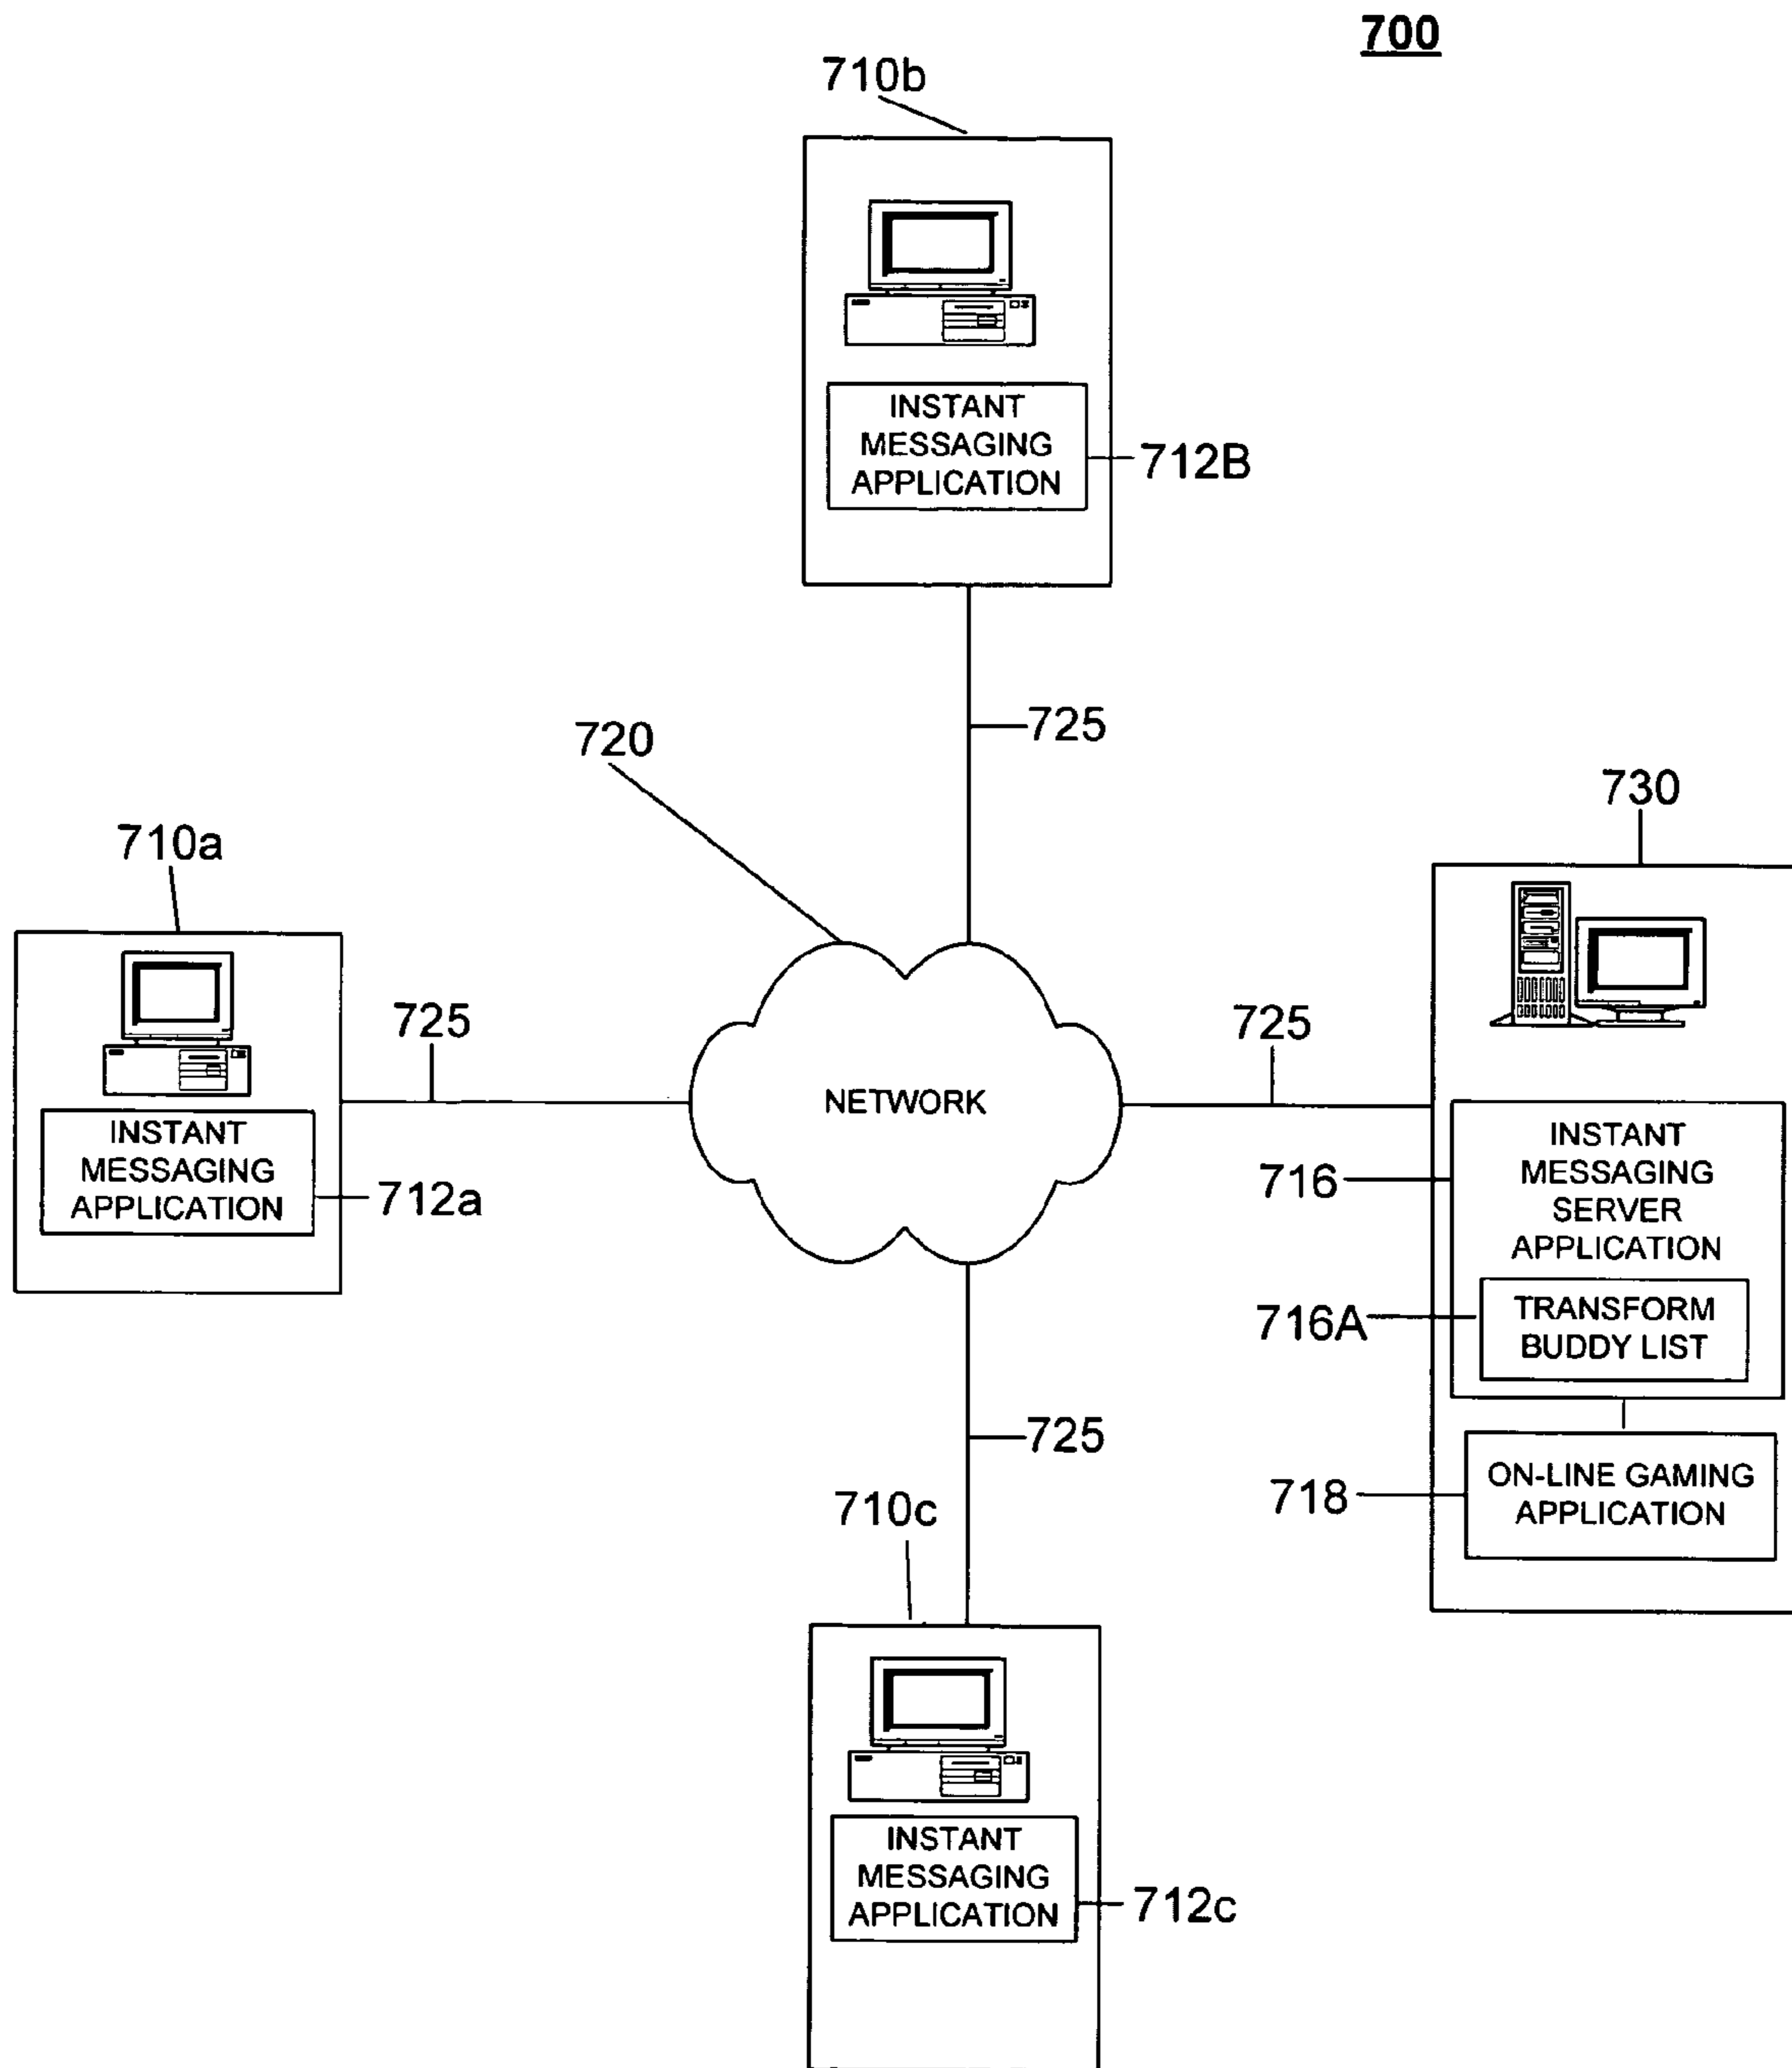 700
710b
INSTANT
MESSAGING
APPLICATION
712B
725
720
730
710a
725
725
NETWORK
INSTANT
MESSAGING
APPLICATION
712a
INSTANT
MESSAGING
SERVER
APPLICATION
716
TRANSFORM
BUDDY LIST
716A
725
ON-LINE GAMING
APPLICATION
718
710c
INSTANT
MESSAGING
APPLICATION
712c